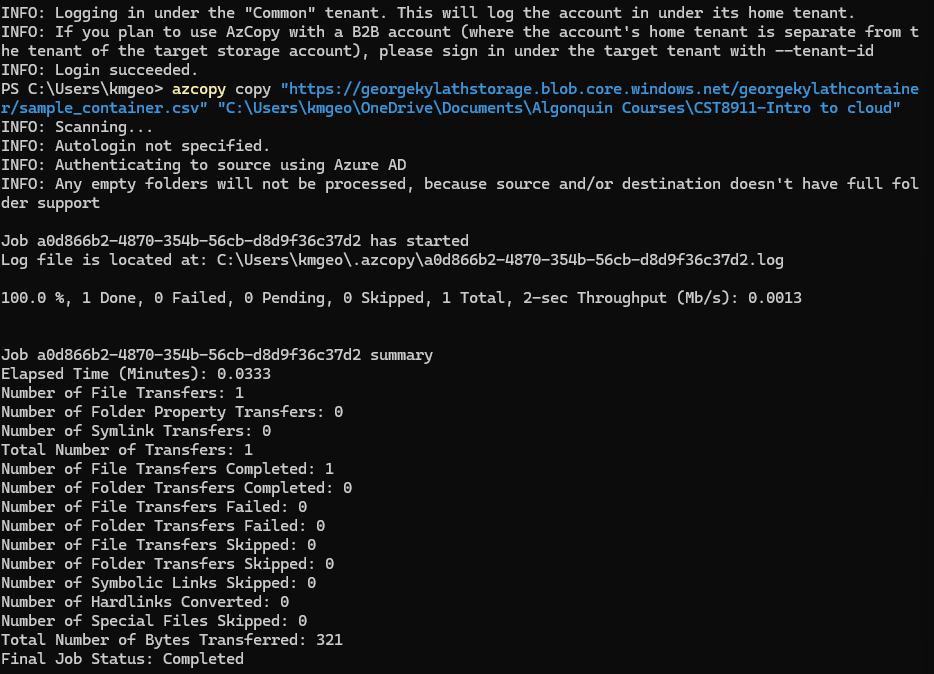 INFO: Logging in under the "Common" tenant. This will log the account in under its home tenant.
INFO: If you plan to use AzCopy with a B2B account (where the account's home tenant is separate from t
he tenant of the target storage account), please sign in under the target tenant with --tenant-id
INFO: Login succeeded.
PS C:\Users\kmgeo> azcopy copy "https://georgekylathstorage.blob.core.windows.net/georgekylathcontaine
r/sample_container.csv" "C:\Users\kmgeo\OneDrive\Documents\Algonquin Courses\CST8911-Intro to cloud"
INFO: Scanning...
INFO: Autologin not specified.
INFO: Authenticating to source using Azure AD
INFO: Any empty folders will not be processed, because source and/or destination doesn't have full fol
der support

Job a0d866b2-4870-354b-56cb-d8d9f36c37d2 has started
Log file is located at: C:\Users\kmgeo\.azcopy\a0d866b2-4870-354b-56cb-d8d9f36c37d2.log

100.0 %, 1 Done, 0 Failed, 0 Pending, 0 Skipped, 1 Total, 2-sec Throughput (Mb/s): 0.0013

Job a0d866b2-4870-354b-56cb-d8d9f36c37d2 summary
Elapsed Time (Minutes): 0.0333
Number of File Transfers: 1
Number of Folder Property Transfers: 0
Number of Symlink Transfers: 0
Total Number of Transfers: 1
Number of File Transfers Completed: 1
Number of Folder Transfers Completed: 0
Number of File Transfers Failed: 0
Number of Folder Transfers Failed: 0
Number of File Transfers Skipped: 0
Number of Folder Transfers Skipped: 0
Number of Symbolic Links Skipped: 0
Number of Hardlinks Converted: 0
Number of Special Files Skipped: 0
Total Number of Bytes Transferred: 321
Final Job Status: Completed